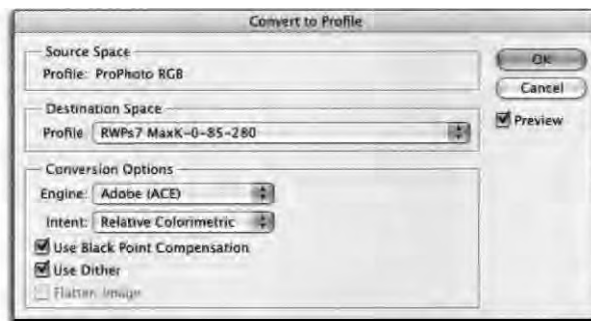 Convert to Profile
Source Space
Profile: ProPhoto RGB
OK
Cancel
Preview
Destination Space
Profile RWPs7 MaxK-0-85-280
Conversion Options
Engine: Adobe (ACE)
Intent: Relative Colorimetric
Use Black Point Compensation
Use Dither
Flatten Image